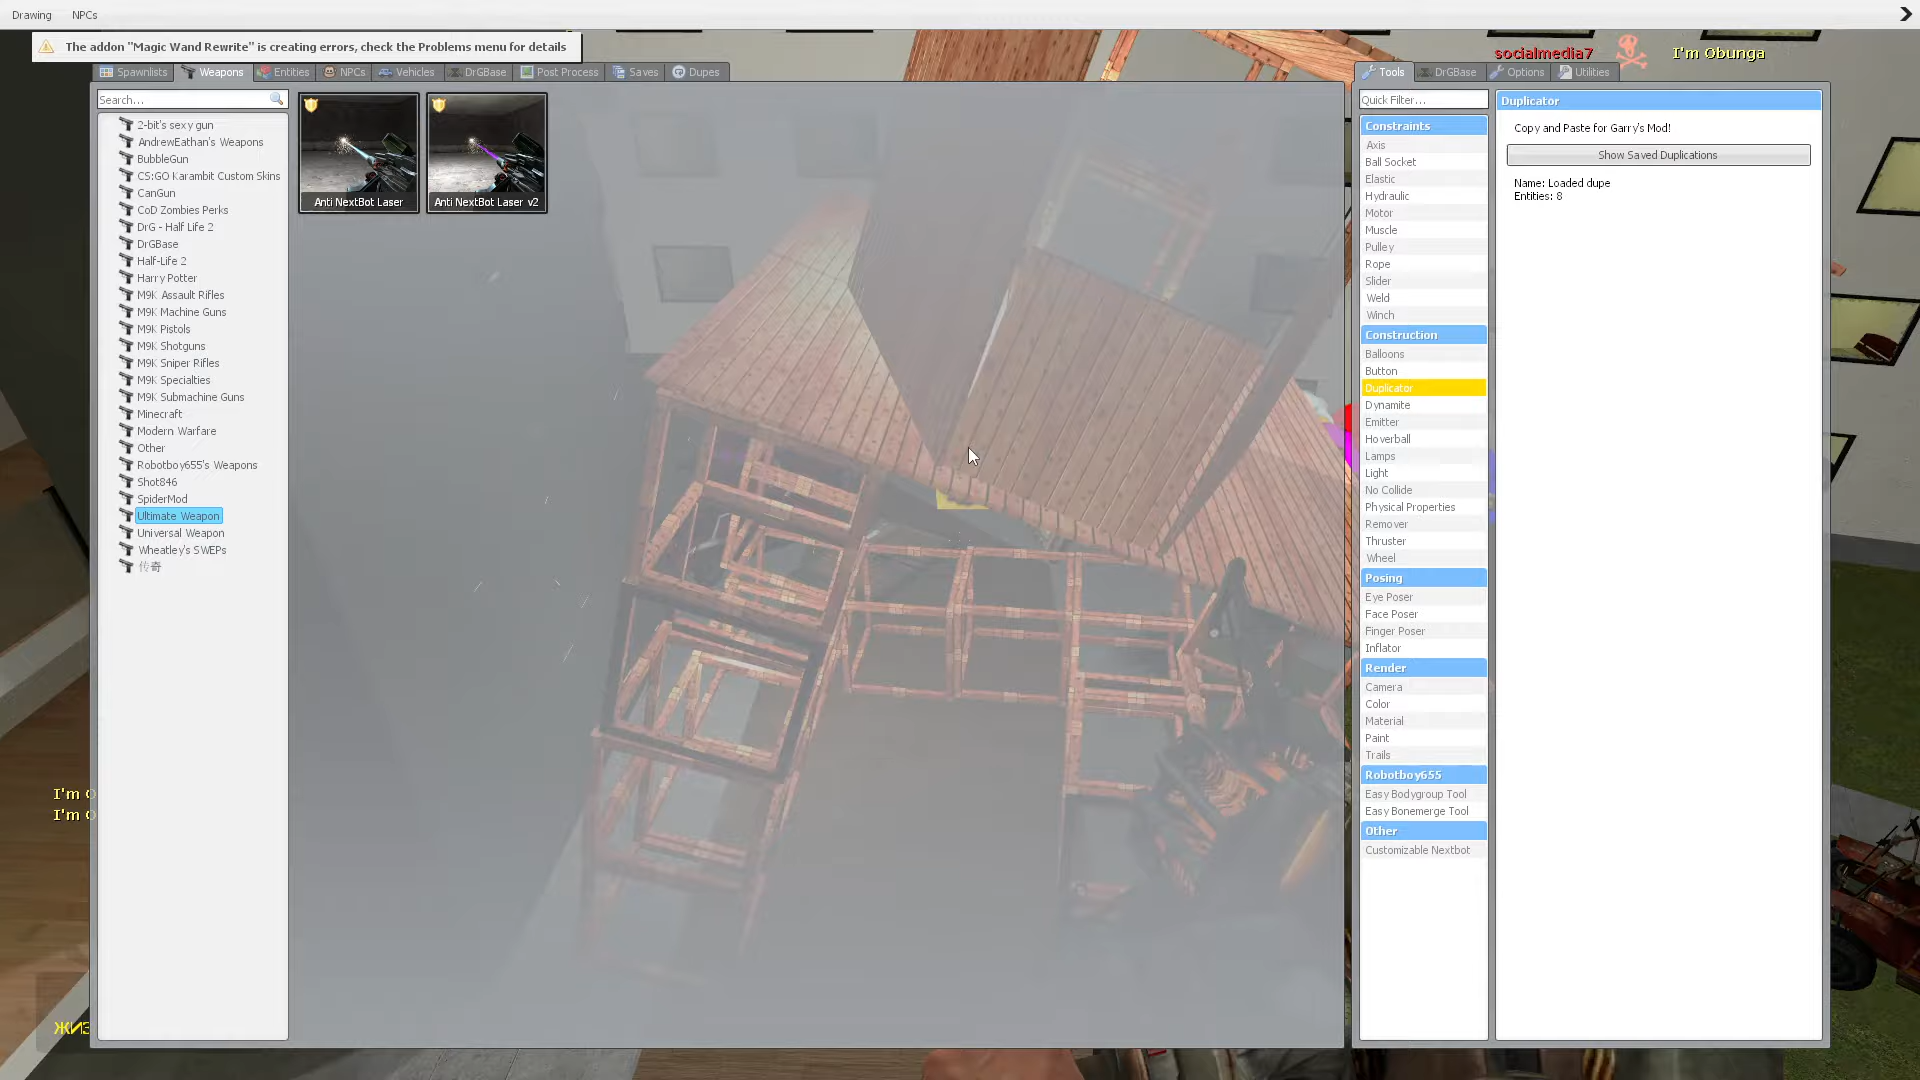 Drawing NPCs
The addon "Magic Wand Rewrite" is creating errors, check the Problems menu for details
socialmedia7 I'm Obunga
Spawnlists Weapons Entities NPCs Vehicles DrGBase Post Process Saves Dupes
Search...
2-bit's sexy gun
AndrewEathan's Weapons
BubbleGun
CS:GO Karambit Custom Skins
CanGun
CoD Zombies Perks
DrG - Half Life 2
DrGBase
Half-Life 2
Harry Potter
M9K Assault Rifles
M9K Machine Guns
M9K Pistols
M9K Shotguns
M9K Sniper Rifles
M9K Specialties
M9K Submachine Guns
Minecraft
Modern Warfare
Other
Robotboy655's Weapons
Shot846
SpiderMod
Ultimate Weapon
Universal Weapon
Wheatley's SWEPs
传奇
Anti NextBot Laser
Anti NextBot Laser v2
I'm
I'm
Tools DrGBase Options Utilities
Quick Filter...
Constraints
Axis
Ball Socket
Elastic
Hydraulic
Motor
Muscle
Pulley
Rope
Slider
Weld
Winch
Construction
Balloons
Button
Duplicator
Dynamite
Emitter
Hoverball
Lamps
Light
No Collide
Physical Properties
Remover
Thruster
Wheel
Posing
Eye Poser
Face Poser
Finger Poser
Inflator
Render
Camera
Color
Material
Paint
Trails
Robotboy655
Easy Bodygroup Tool
Easy Bonemerge Tool
Other
Customizable Nextbot
Duplicator
Copy and Paste for Garry's Mod!
Show Saved Duplications
Name: Loaded dupe
Entities: 8